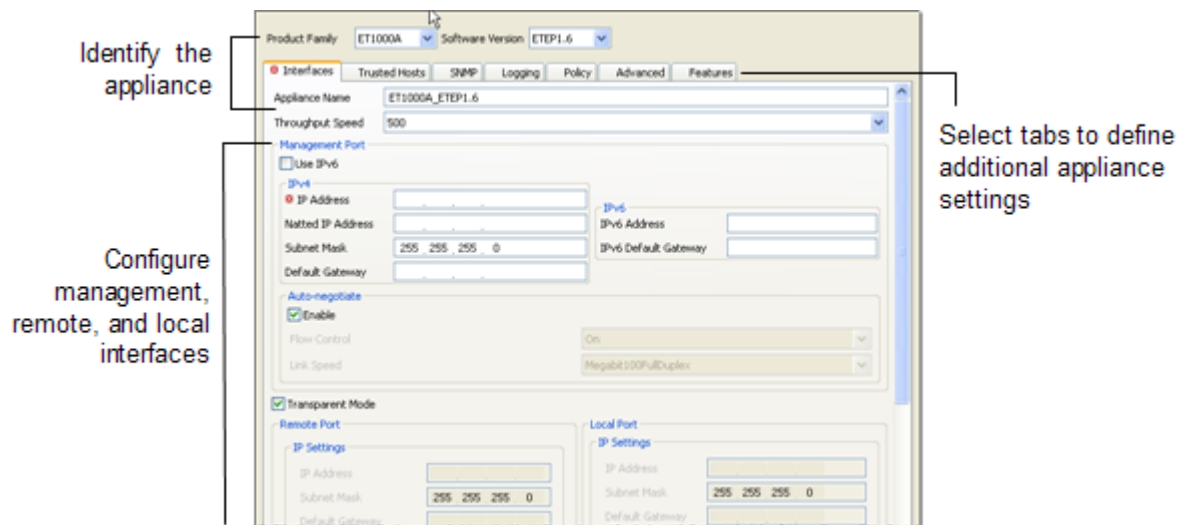 Identify the
appliance
Product Family ET1000A Software Version ETEP1.6
Interfaces Trusted Hosts SNMP Logging Policy Advanced Features
Appliance Name ET1000A_ETEP1.6
Throughput Speed 500
Select tabs to define
additional appliance
settings
Management Port
Use IPv6
IPv4
IP Address . . .
Natted IP Address . . .
Subnet Mask 255 . 255 . 255 . 0
Default Gateway . . .
IPv6
IPv6 Address
IPv6 Default Gateway
Configure
management,
remote, and local
interfaces
Auto-negotiate
Enable
Flow Control On
Link Speed Megabit100FullDuplex
Transparent Mode
Remote Port
IP Settings
IP Address
Subnet Mask 255 255 255 0
Default Gateway
Local Port
IP Settings
IP Address
Subnet Mask 255 255 255 0
Default Gateway